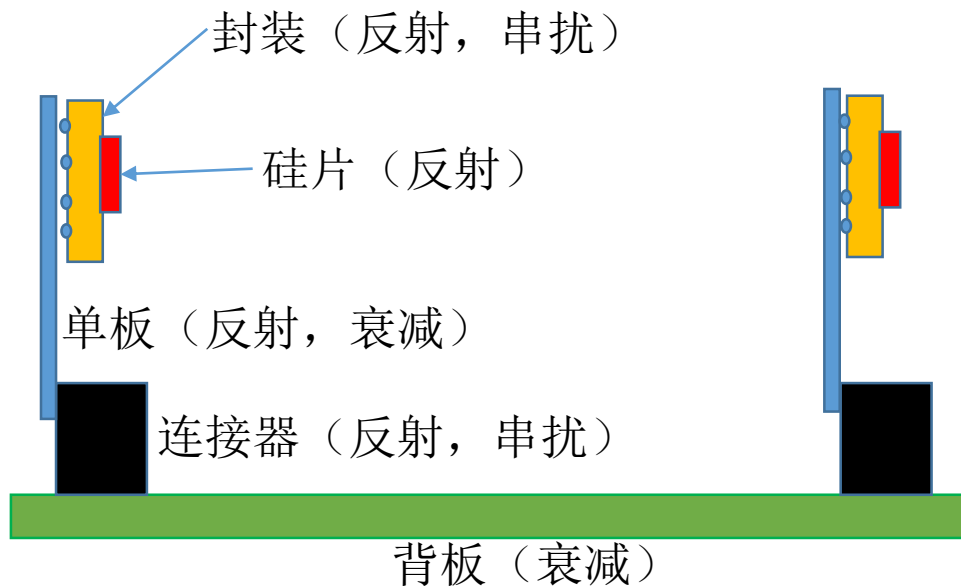 封装（反射，串扰）
硅片（反射）
单板（反射，衰减）
连接器（反射，串扰）
背板（衰减）